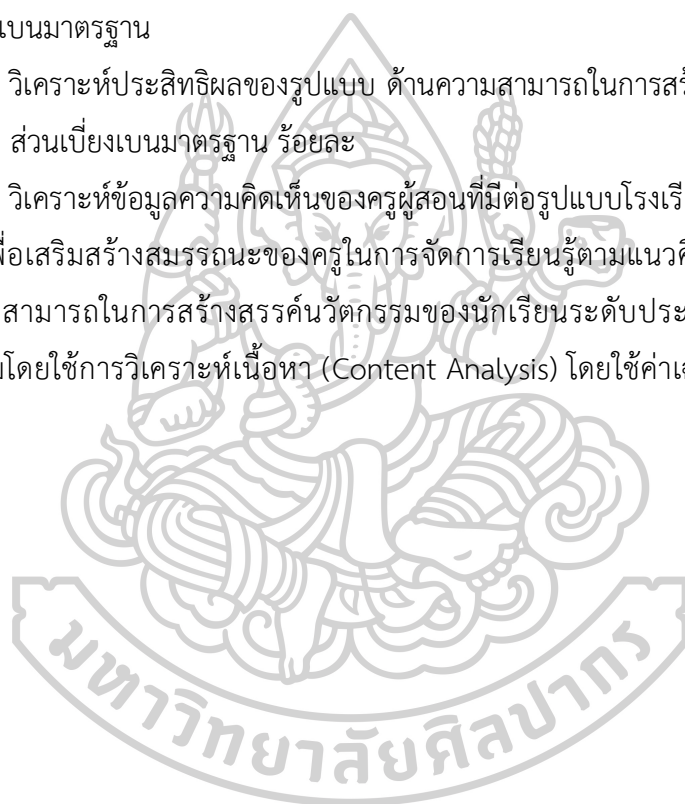 เบนมาตรฐาน
วิเคราะห์ประสิทธิผลของรูปแบบ ด้านความสามารถในการสร้
ส่วนเบี่ยงเบนมาตรฐาน ร้อยละ
วิเคราะห์ข้อมูลความคิดเห็นของครูผู้สอนที่มีต่อรูปแบบโรงเรี
พื่อเสริมสร้างสมรรถนะของครูในการจัดการเรียนรู้ตามแนวคิ
สามารถในการสร้างสรรค์นวัตกรรมของนักเรียนระดับประ
โดยใช้การวิเคราะห์เนื้อหา (Content Analysis) โดยใช้ค่าเ
มหาวิทยาลัยศิลปากร